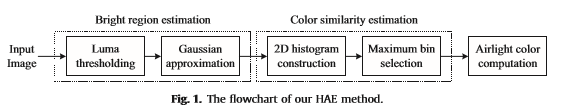 Bright region estimation
Color similarity estimation
Input
Image
Luma
thresholding
Gaussian
approximation
2D histogram
construction
Maximum bin
selection
Airlight color
computation
Fig. 1. The flowchart of our HAE method.